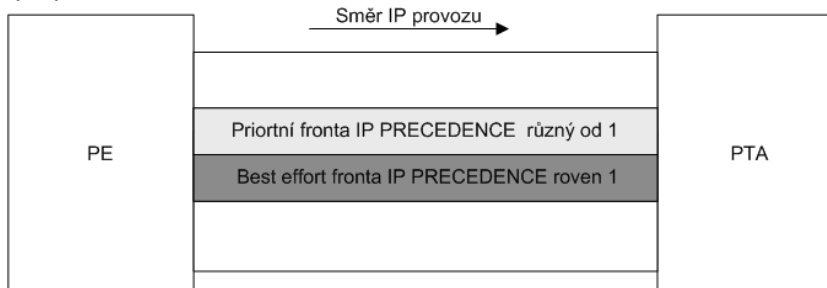 Směr IP provozu
Priortní fronta IP PRECEDENCE různý od 1
PE
PTA
Best effort fronta IP PRECEDENCE roven 1